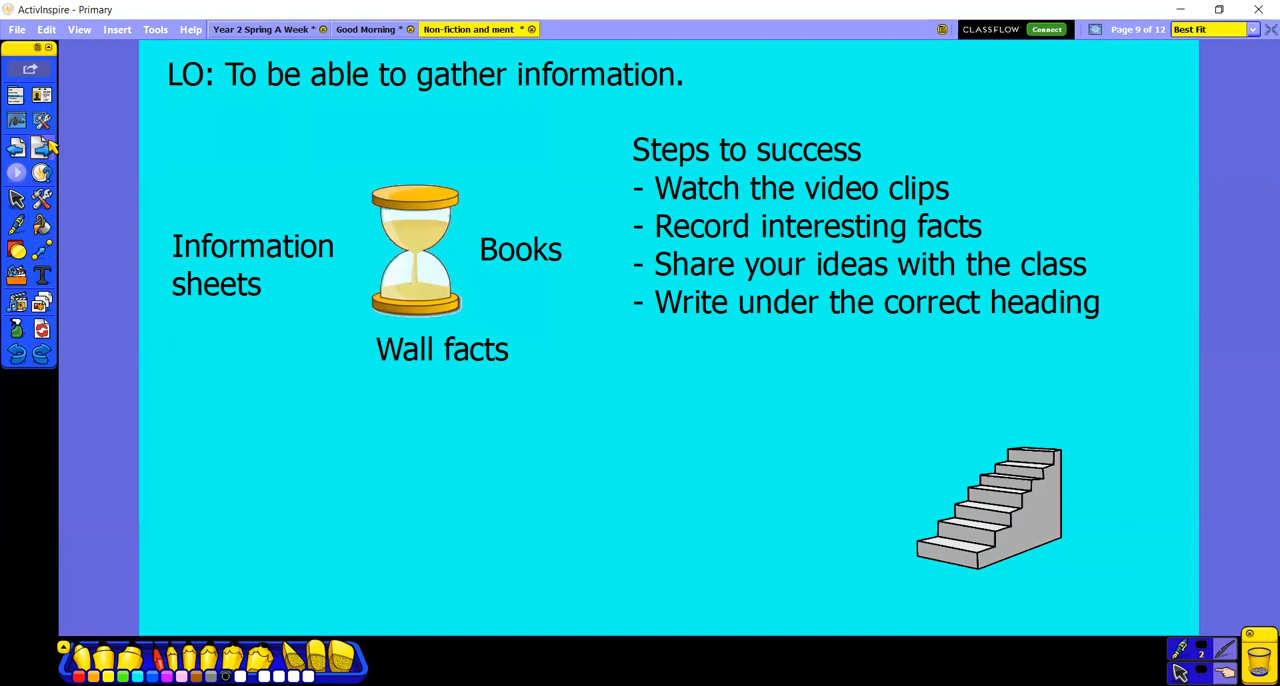 ActivInspire - Primary
File Edit View Insert Tools Help Year 2 Spring A Week * Good Morning * Non-fiction and ment * CLASSFLOW Connect Page 9 of 12 Best Fit
LO: To be able to gather information.
Steps to success
- Watch the video clips
- Record interesting facts
- Share your ideas with the class
- Write under the correct heading
Information
sheets
Books
Wall facts
2